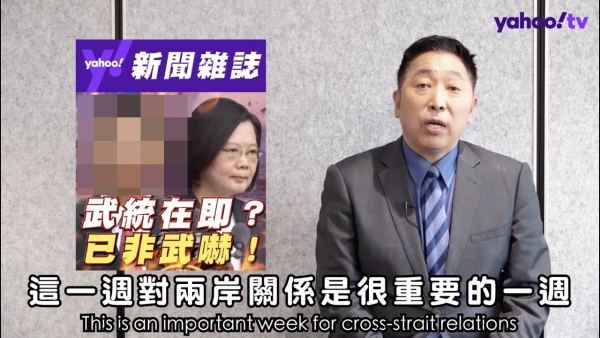 yahoo!tv
yahoo! 新聞雜誌
武統在即？
已非武嚇！
這一週對兩岸關係是很重要的一週
This is an important week for cross-strait relations